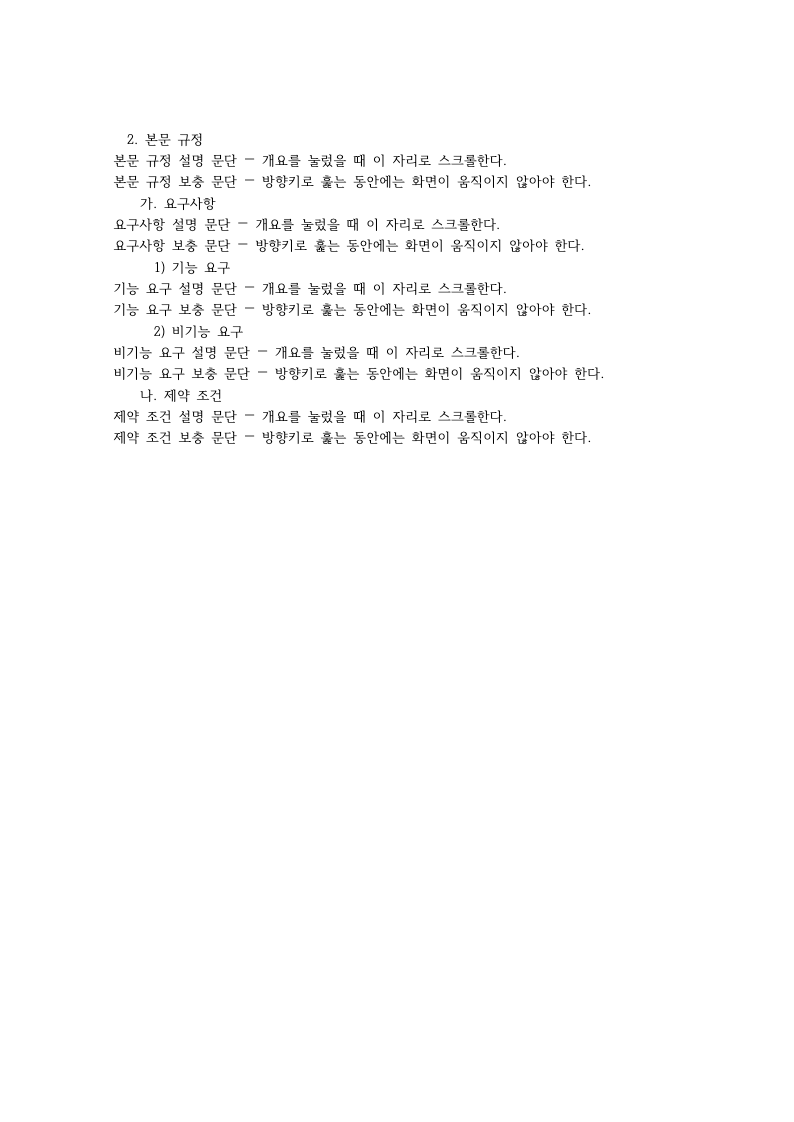 2. 본문 규정
본문 규정 설명 문단 — 개요를 눌렀을 때 이 자리로 스크롤한다.
본문 규정 보충 문단 — 방향키로 훑는 동안에는 화면이 움직이지 않아야 한다.
가. 요구사항
요구사항 설명 문단 — 개요를 눌렀을 때 이 자리로 스크롤한다.
요구사항 보충 문단 — 방향키로 훑는 동안에는 화면이 움직이지 않아야 한다.
1) 기능 요구
기능 요구 설명 문단 — 개요를 눌렀을 때 이 자리로 스크롤한다.
기능 요구 보충 문단 — 방향키로 훑는 동안에는 화면이 움직이지 않아야 한다.
2) 비기능 요구
비기능 요구 설명 문단 — 개요를 눌렀을 때 이 자리로 스크롤한다.
비기능 요구 보충 문단 — 방향키로 훑는 동안에는 화면이 움직이지 않아야 한다.
나. 제약 조건
제약 조건 설명 문단 — 개요를 눌렀을 때 이 자리로 스크롤한다.
제약 조건 보충 문단 — 방향키로 훑는 동안에는 화면이 움직이지 않아야 한다.